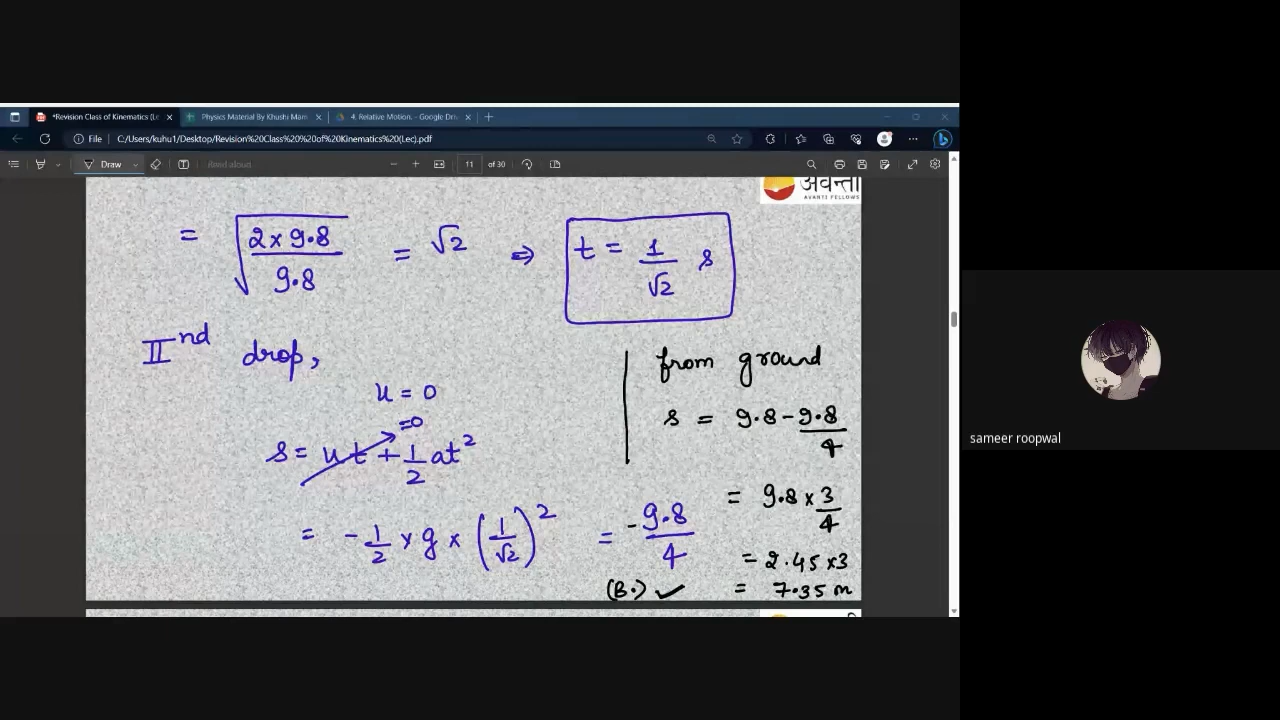 *Revision Class of Kinematics (Le
Physics Material By Khushi Mam
4. Relative Motion. - Google Dri
File
C:/Users/kuhu1/Desktop/Revision%20Class%20%20of%20Kinematics%20(Lec).pdf
Draw
Read aloud
11 of 30
अवन्ती
AVANTI FELLOWS
= √(2 × 9.8 / 9.8) = √2 ⇒ t = 1/√2 s
IInd drop,
u = 0
=0
s = ut + 1/2 at²
= -1/2 × g × (1/√2)² = -9.8/4
from ground
s = 9.8 - 9.8/4
= 9.8 × 3/4
= 2.45 × 3
(B.) ✓ = 7.35 m
sameer roopwal